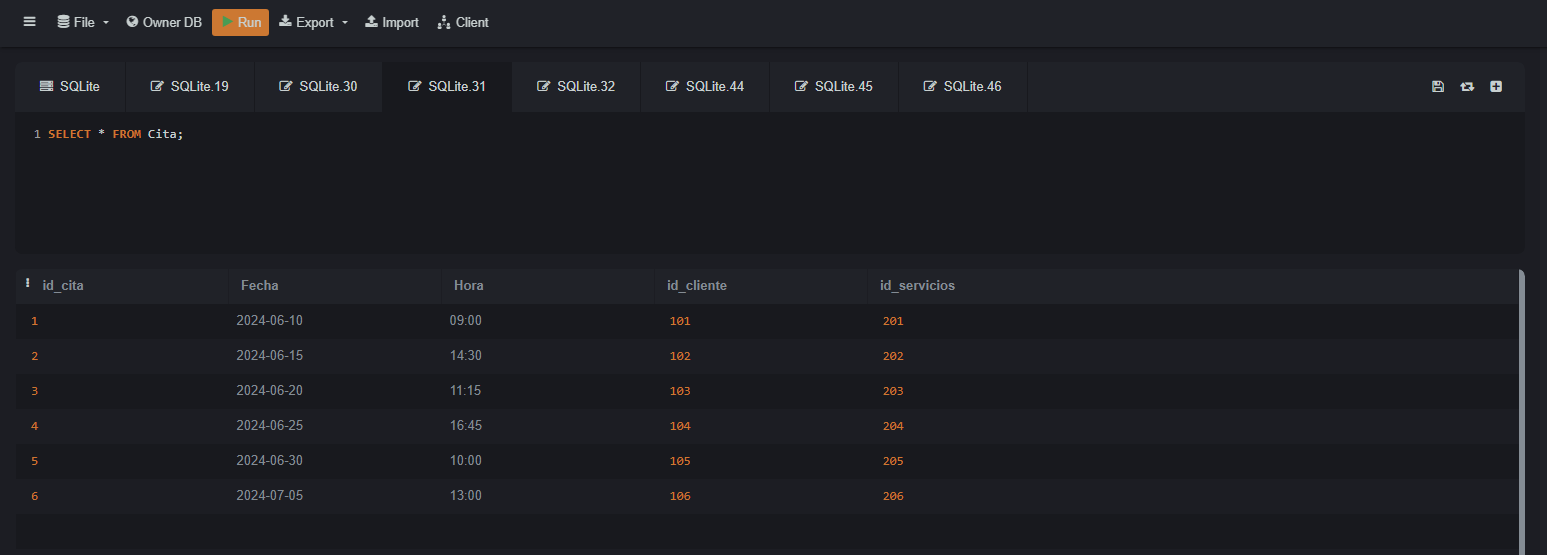 File Owner DB Run Export Import Client
SQLite SQLite.19 SQLite.30 SQLite.31 SQLite.32 SQLite.44 SQLite.45 SQLite.46
1 SELECT * FROM Cita;
id_cita Fecha Hora id_cliente id_servicios
1 2024-06-10 09:00 101 201
2 2024-06-15 14:30 102 202
3 2024-06-20 11:15 103 203
4 2024-06-25 16:45 104 204
5 2024-06-30 10:00 105 205
6 2024-07-05 13:00 106 206